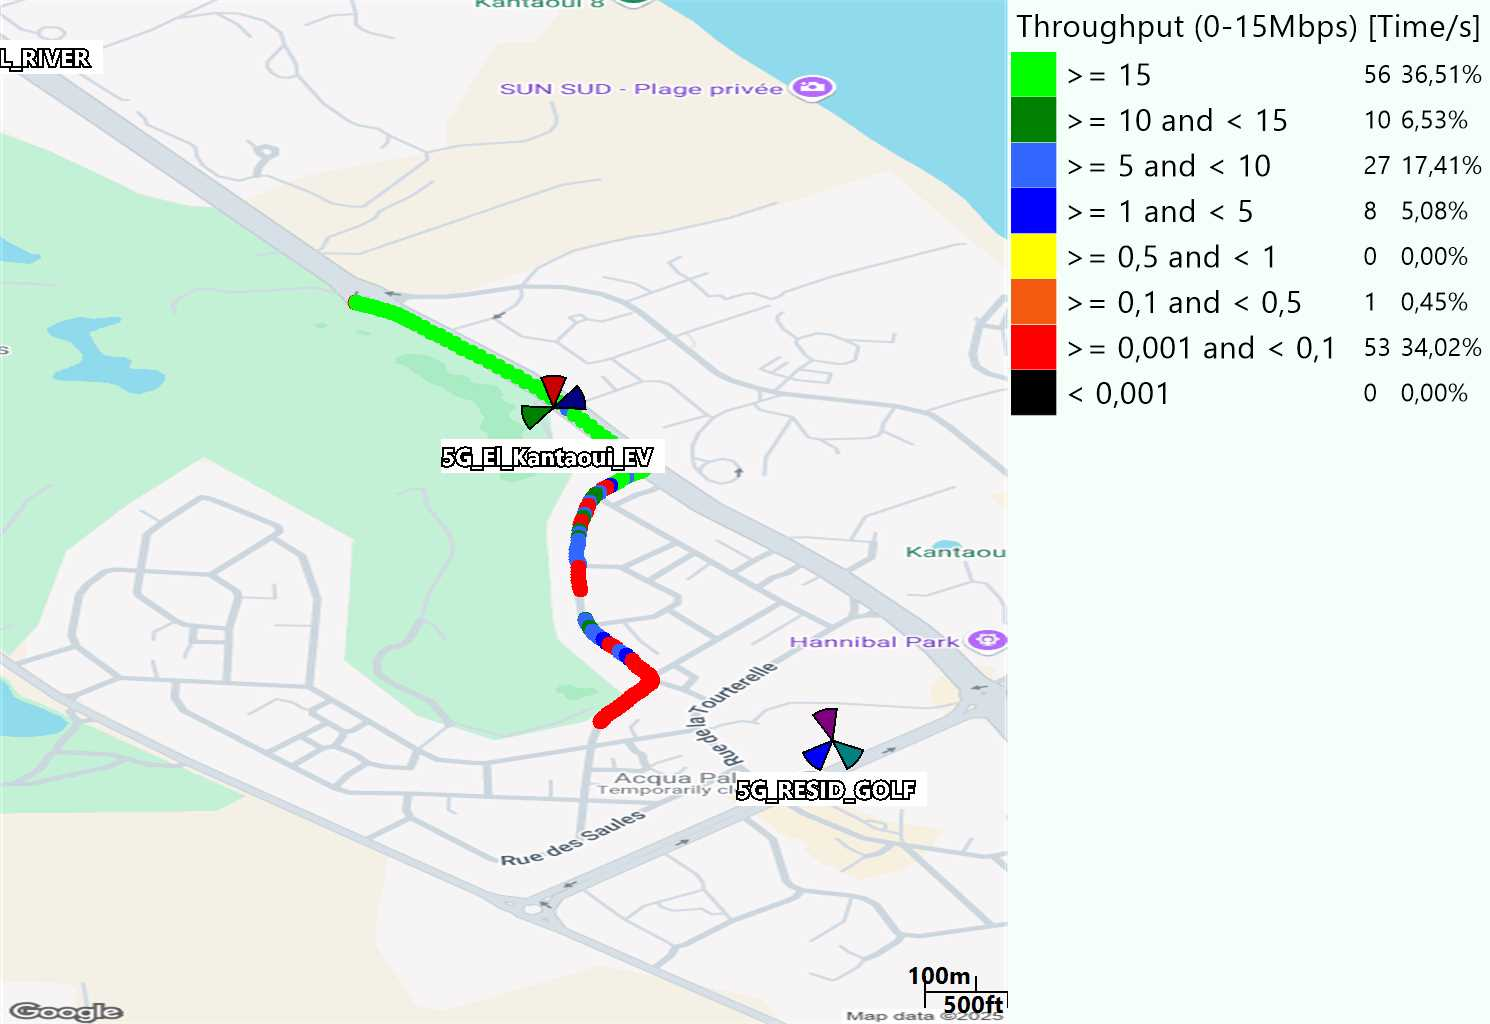 Kantaoui 8
L_RIVER
SUN SUD - Plage privée
s
5G_El_Kantaoui_EV
Kantaou
Hannibal Park
Rue de la Tourterelle
Acqua Pal
Temporarily cl
5G_RESID_GOLF
Rue des Saules
100m
500ft
Google
Map data ©2025
Throughput (0-15Mbps) [Time/s]
>= 15 56 36,51%
>= 10 and < 15 10 6,53%
>= 5 and < 10 27 17,41%
>= 1 and < 5 8 5,08%
>= 0,5 and < 1 0 0,00%
>= 0,1 and < 0,5 1 0,45%
>= 0,001 and < 0,1 53 34,02%
< 0,001 0 0,00%